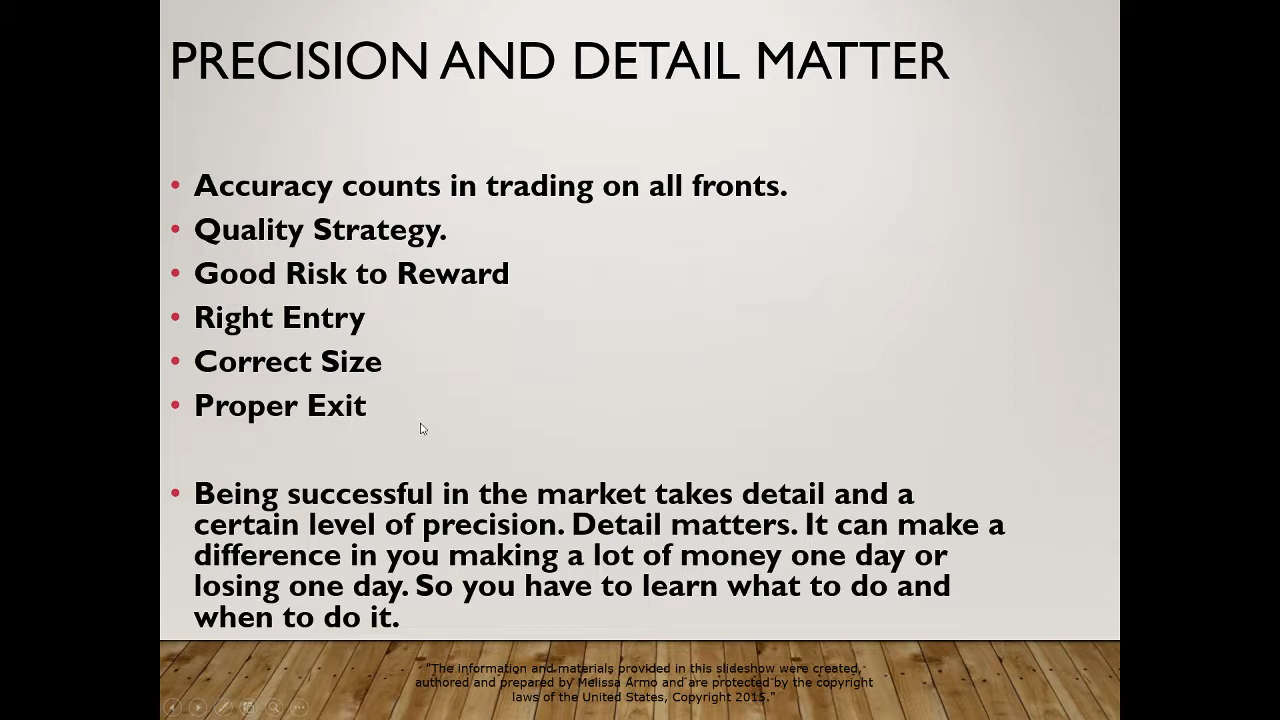 PRECISION AND DETAIL MATTER
• Accuracy counts in trading on all fronts.
• Quality Strategy.
• Good Risk to Reward
• Right Entry
• Correct Size
• Proper Exit
• Being successful in the market takes detail and a
certain level of precision. Detail matters. It can make a
difference in you making a lot of money one day or
losing one day. So you have to learn what to do and
when to do it.
"The information and materials provided in this slideshow were created,
authored and prepared by Melissa Armo and are protected by the copyright
laws of the United States, Copyright 2015."